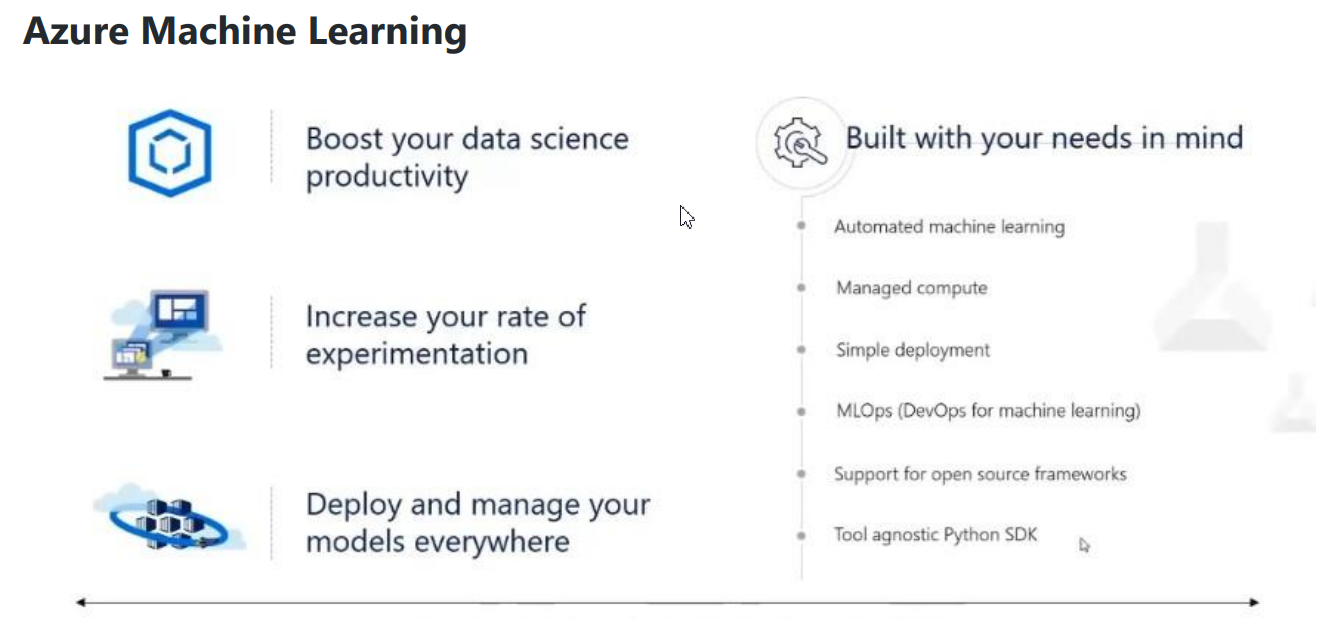 Azure Machine Learning
Boost your data science
productivity
Increase your rate of
experimentation
Deploy and manage your
models everywhere
Built with your needs in mind
Automated machine learning
Managed compute
Simple deployment
MLOps (DevOps for machine learning)
Support for open source frameworks
Tool agnostic Python SDK